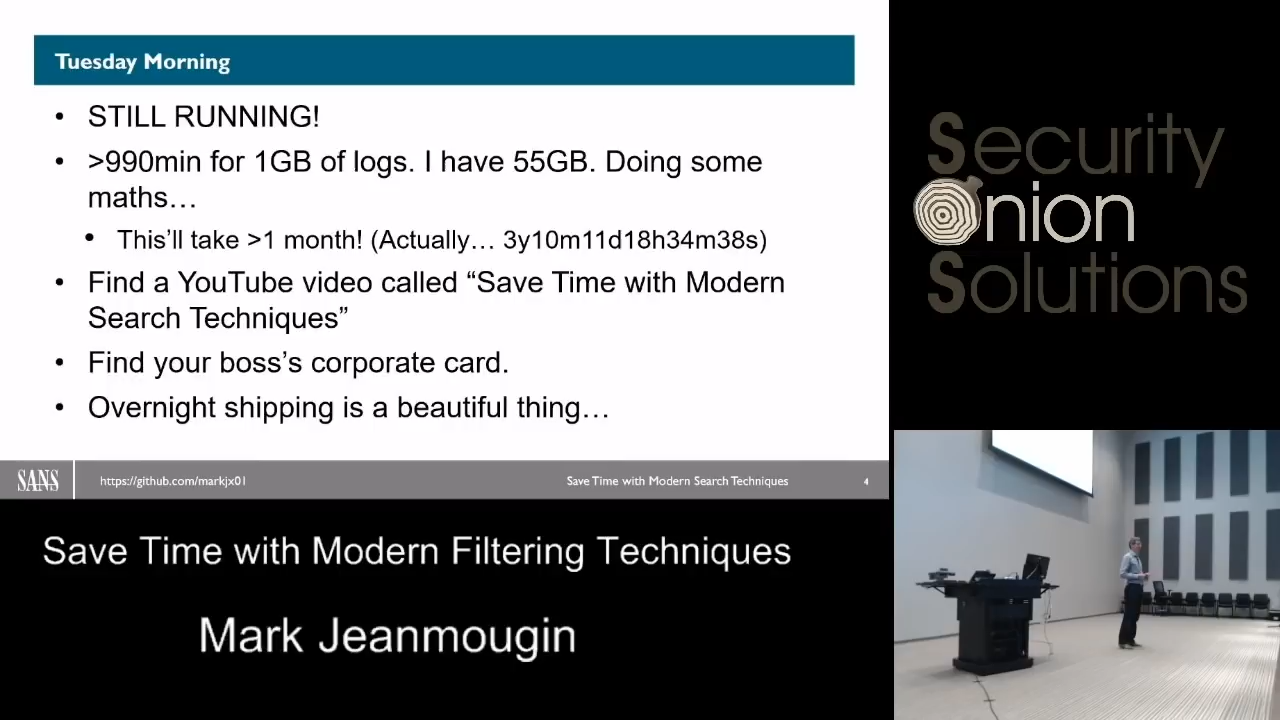 Tuesday Morning
• STILL RUNNING!
• >990min for 1GB of logs. I have 55GB. Doing some
maths…
• This’ll take >1 month! (Actually… 3y10m11d18h34m38s)
• Find a YouTube video called “Save Time with Modern
Search Techniques”
• Find your boss’s corporate card.
• Overnight shipping is a beautiful thing…
SANS
https://github.com/markjx01
Save Time with Modern Search Techniques
4
Save Time with Modern Filtering Techniques
Mark Jeanmougin
Security
Onion
Solutions